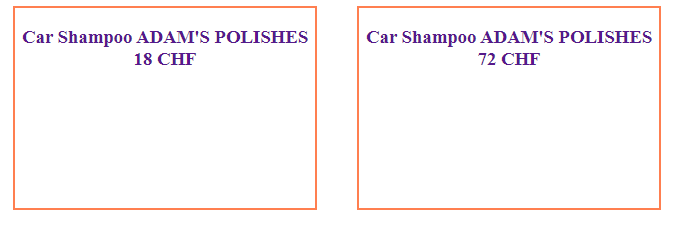 Car Shampoo ADAM'S POLISHES
18 CHF
Car Shampoo ADAM'S POLISHES
72 CHF